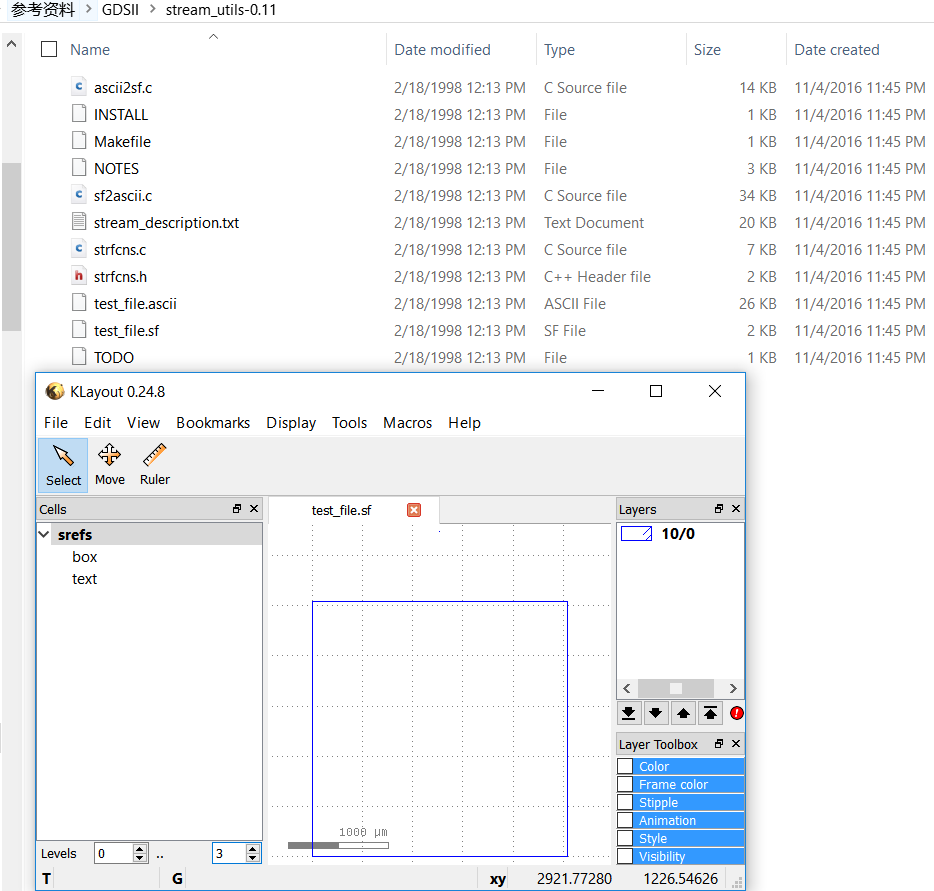 参考资料 > GDSII > stream_utils-0.11
Name Date modified Type Size Date created
ascii2sf.c 2/18/1998 12:13 PM C Source file 14 KB 11/4/2016 11:45 PM
INSTALL 2/18/1998 12:13 PM File 1 KB 11/4/2016 11:45 PM
Makefile 2/18/1998 12:13 PM File 1 KB 11/4/2016 11:45 PM
NOTES 2/18/1998 12:13 PM File 3 KB 11/4/2016 11:45 PM
sf2ascii.c 2/18/1998 12:13 PM C Source file 34 KB 11/4/2016 11:45 PM
stream_description.txt 2/18/1998 12:13 PM Text Document 20 KB 11/4/2016 11:45 PM
strfcns.c 2/18/1998 12:13 PM C Source file 7 KB 11/4/2016 11:45 PM
strfcns.h 2/18/1998 12:13 PM C++ Header file 2 KB 11/4/2016 11:45 PM
test_file.ascii 2/18/1998 12:13 PM ASCII File 26 KB 11/4/2016 11:45 PM
test_file.sf 2/18/1998 12:13 PM SF File 2 KB 11/4/2016 11:45 PM
TODO 2/18/1998 12:13 PM File 1 KB 11/4/2016 11:45 PM
KLayout 0.24.8
File Edit View Bookmarks Display Tools Macros Help
Select Move Ruler
Cells
srefs
box
text
Levels 0 .. 3
test_file.sf
1000 µm
Layers
10/0
Layer Toolbox
Color
Frame color
Stipple
Animation
Style
Visibility
T G xy 2921.77280 1226.54626